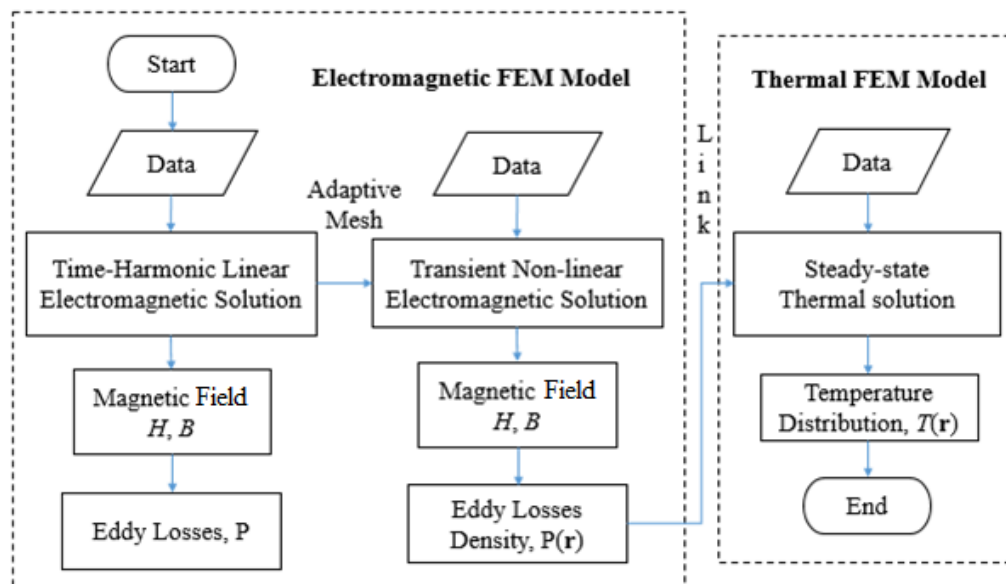 Start
Electromagnetic FEM Model
Data
Data
Adaptive
Mesh
Time-Harmonic Linear
Electromagnetic Solution
Transient Non-linear
Electromagnetic Solution
Magnetic Field
H, B
Magnetic Field
H, B
Eddy Losses, P
Eddy Losses
Density, P(r)
Link
Thermal FEM Model
Data
Steady-state
Thermal solution
Temperature
Distribution, T(r)
End